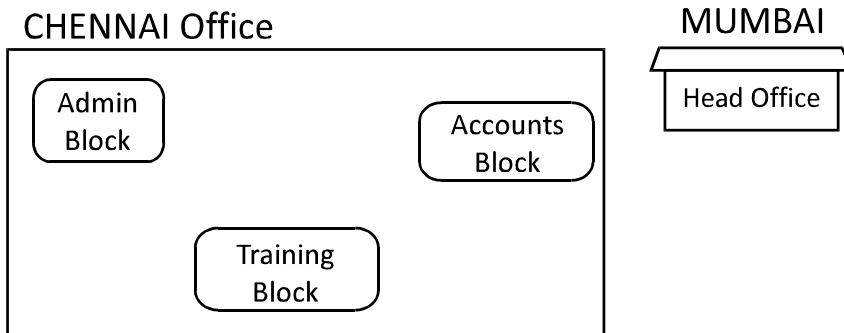 CHENNAI Office
MUMBAI
Head Office
Admin
Block
Accounts
Block
Training
Block